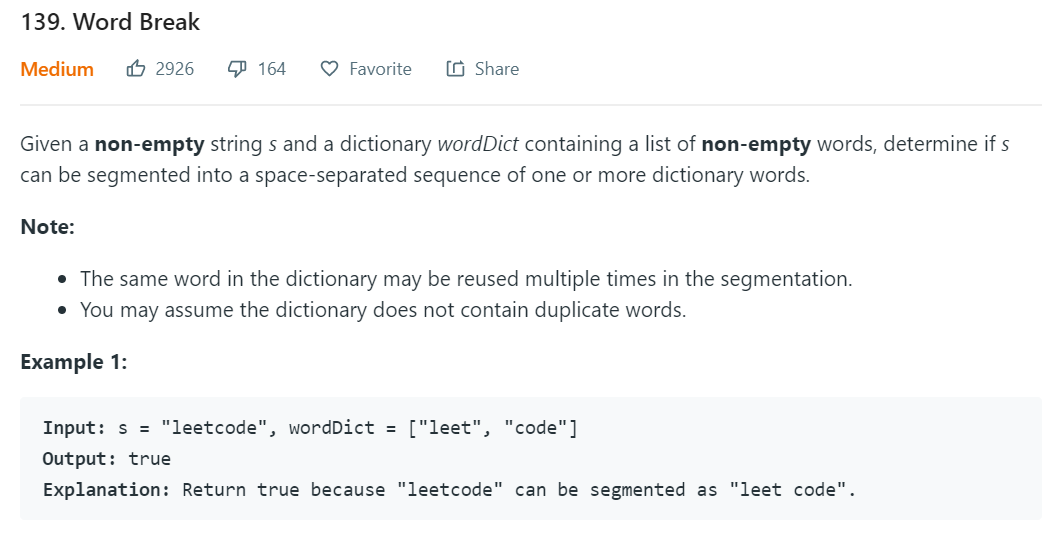 139. Word Break
Medium 2926 164 Favorite Share
Given a non-empty string s and a dictionary wordDict containing a list of non-empty words, determine if s
can be segmented into a space-separated sequence of one or more dictionary words.
Note:
• The same word in the dictionary may be reused multiple times in the segmentation.
• You may assume the dictionary does not contain duplicate words.
Example 1:
Input: s = "leetcode", wordDict = ["leet", "code"]
Output: true
Explanation: Return true because "leetcode" can be segmented as "leet code".